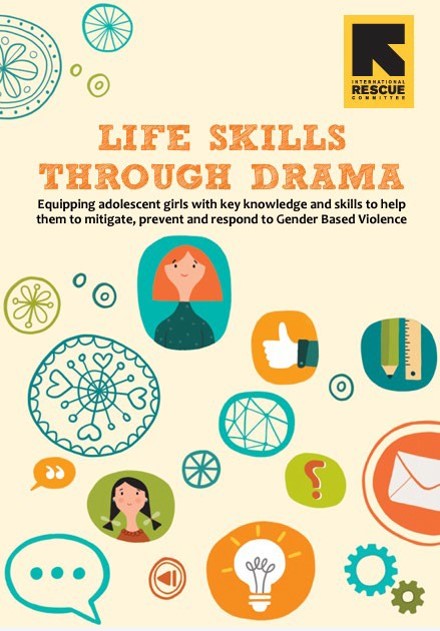 INTERNATIONAL
RESCUE
COMMITTEE
LIFE SKILLS
THROUGH DRAMA
Equipping adolescent girls with key knowledge and skills to help
them to mitigate, prevent and respond to Gender Based Violence
?